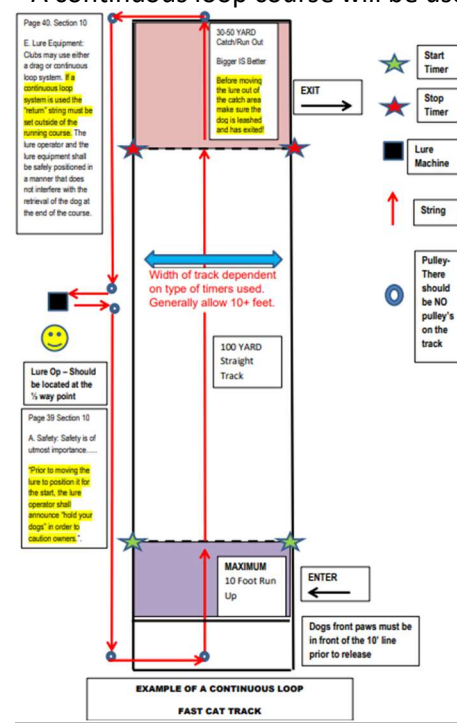 A continuous loop course will be use
Page 40. Section 10
E. Lure Equipment:
Clubs may use either
a drag or continuous
loop system. If a
continuous loop
system is used the
"return" string must be
set outside of the
running course. The
lure operator and the
lure equipment shall
be safely positioned in
a manner that does
not interfere with the
retrieval of the dog at
the end of the course.
30-50 YARD
Catch/Run Out
Bigger IS Better
Before moving
the lure out of
the catch area
make sure the
dog is leashed
and has exited!
EXIT
Start
Timer
Stop
Timer
Lure
Machine
String
Pulley-
There
should
be NO
pulley's
on the
track
Width of track dependent
on type of timers used.
Generally allow 10+ feet.
100 YARD
Straight
Track
Lure Op – Should
be located at the
½ way point
Page 39 Section 10
A. Safety: Safety is of
utmost importance.....
"Prior to moving the
lure to position it for
the start, the lure
operator shall
announce "hold your
dogs" in order to
caution owners.".
MAXIMUM
10 Foot Run
Up
ENTER
Dogs front paws must be
in front of the 10' line
prior to release
EXAMPLE OF A CONTINUOUS LOOP
FAST CAT TRACK